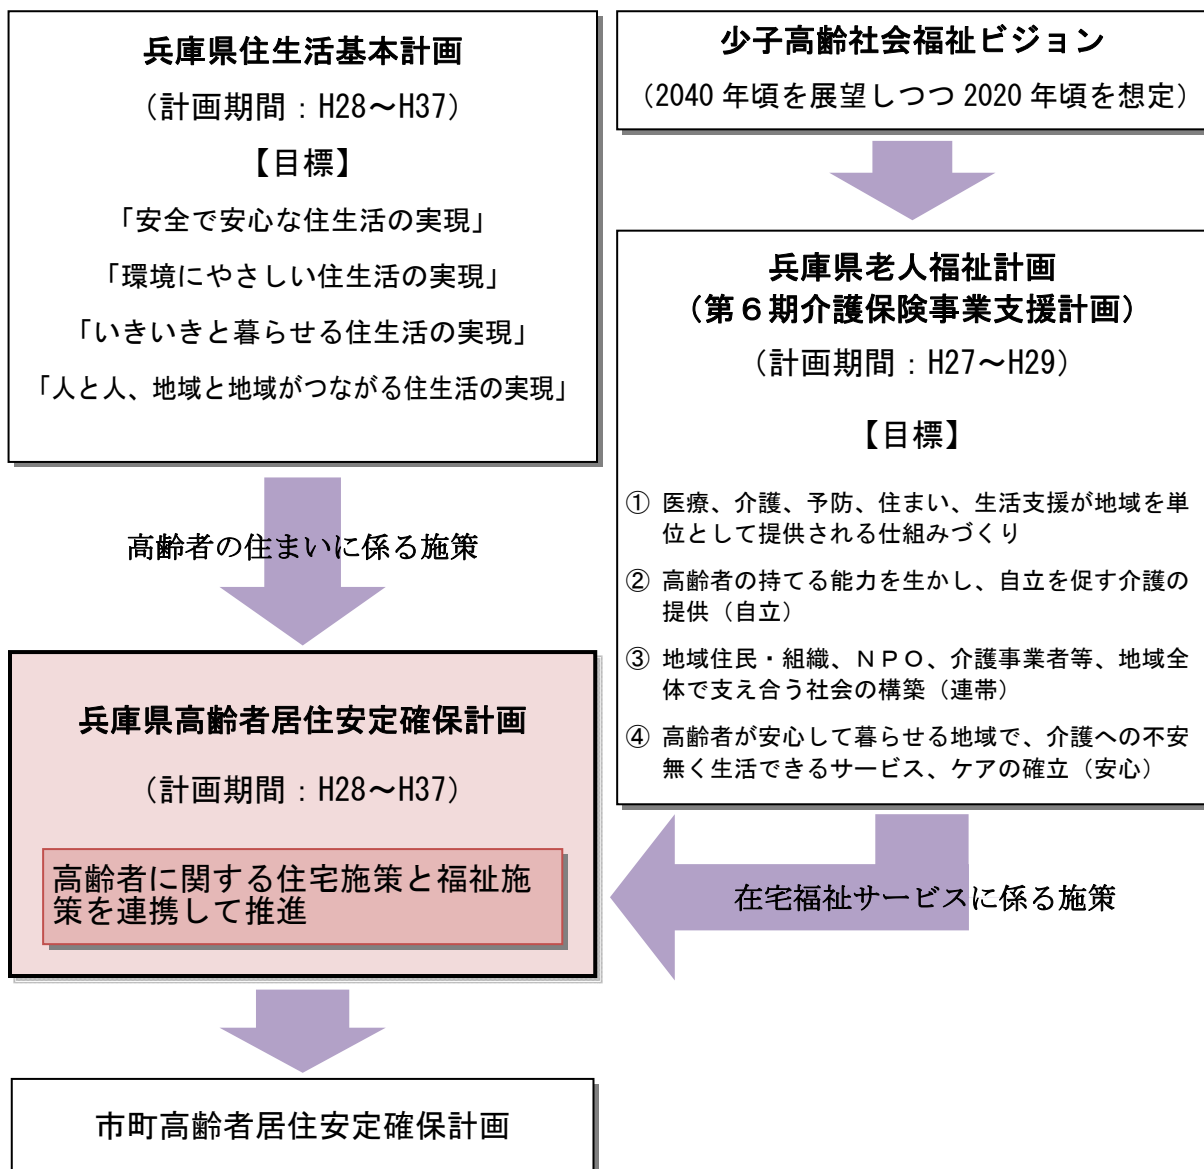 兵庫県住生活基本計画
（計画期間：H28～H37）
【目標】
「安全で安心な住生活の実現」
「環境にやさしい住生活の実現」
「いきいきと暮らせる住生活の実現」
「人と人、地域と地域がつながる住生活の実現」
少子高齢社会福祉ビジョン
（2040 年頃を展望しつつ 2020 年頃を想定）
兵庫県老人福祉計画
（第６期介護保険事業支援計画）
（計画期間：H27～H29）
【目標】
① 医療、介護、予防、住まい、生活支援が地域を単
位として提供される仕組みづくり
② 高齢者の持てる能力を生かし、自立を促す介護の
提供（自立）
③ 地域住民・組織、ＮＰＯ、介護事業者等、地域全
体で支え合う社会の構築（連帯）
④ 高齢者が安心して暮らせる地域で、介護への不安
無く生活できるサービス、ケアの確立（安心）
高齢者の住まいに係る施策
兵庫県高齢者居住安定確保計画
（計画期間：H28～H37）
高齢者に関する住宅施策と福祉施
策を連携して推進
在宅福祉サービスに係る施策
市町高齢者居住安定確保計画